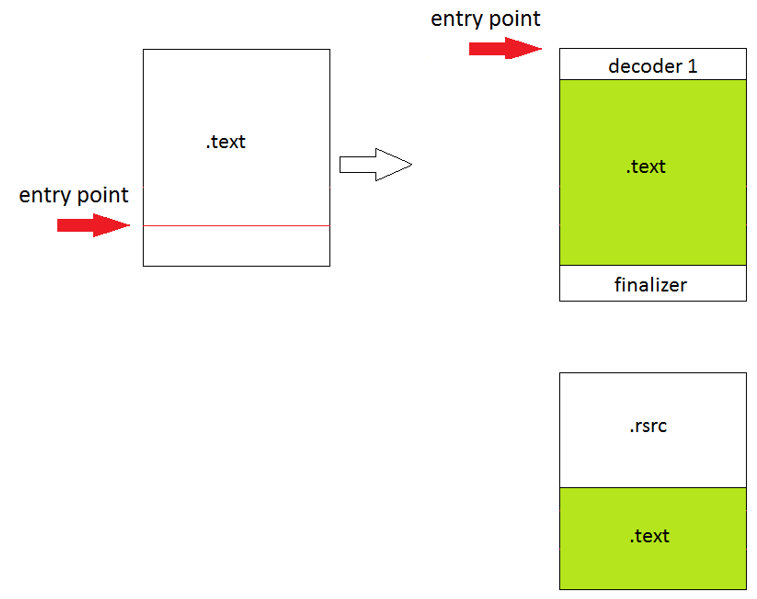 entry point
decoder 1
.text
.text
entry point
finalizer
.rsrc
.text